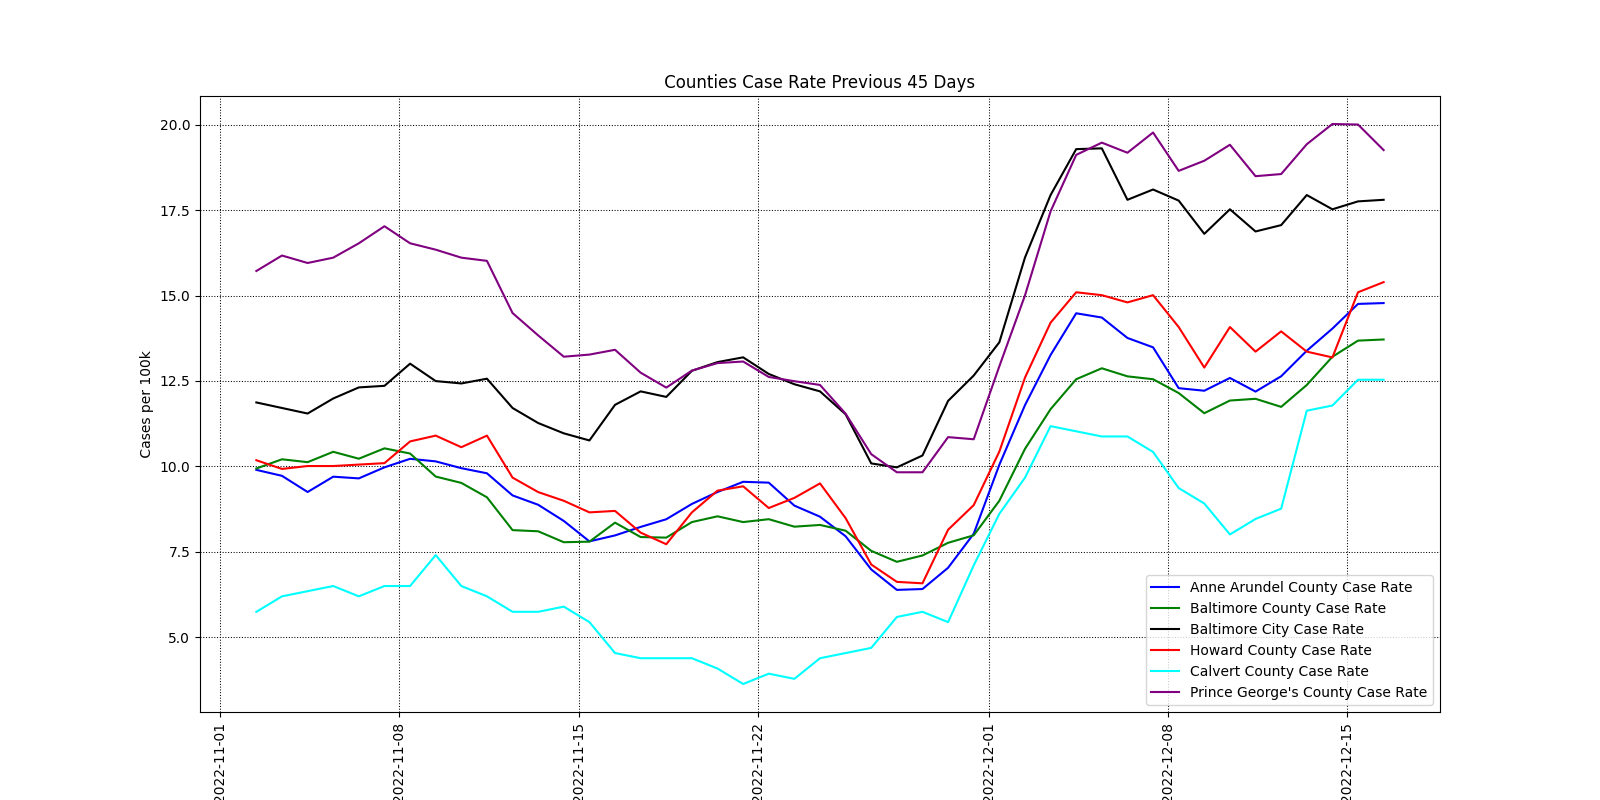 Counties Case Rate Previous 45 Days
Cases per 100k
20.0
17.5
15.0
12.5
10.0
7.5
5.0
2022-11-01
2022-11-08
2022-11-15
2022-11-22
2022-12-01
2022-12-08
2022-12-15
Anne Arundel County Case Rate
Baltimore County Case Rate
Baltimore City Case Rate
Howard County Case Rate
Calvert County Case Rate
Prince George's County Case Rate